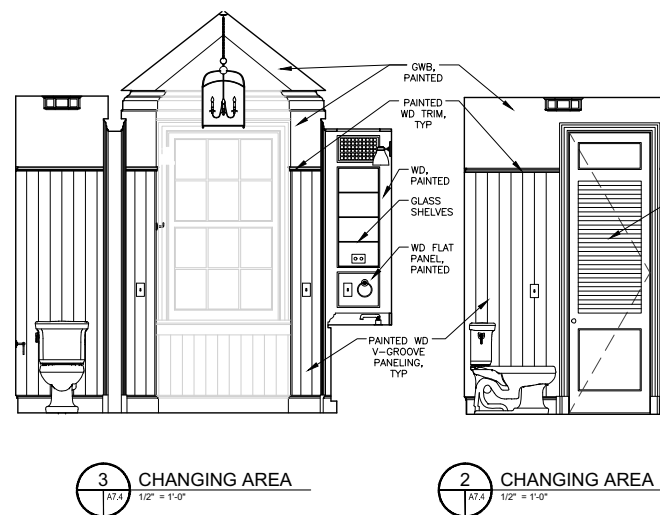 GWB,
PAINTED
PAINTED
WD TRIM,
TYP
WD,
PAINTED
GLASS
SHELVES
WD FLAT
PANEL,
PAINTED
PAINTED WD
V-GROOVE
PANELING,
TYP
3
A7.4
CHANGING AREA
1/2" = 1'-0"
2
A7.4
CHANGING AREA
1/2" = 1'-0"